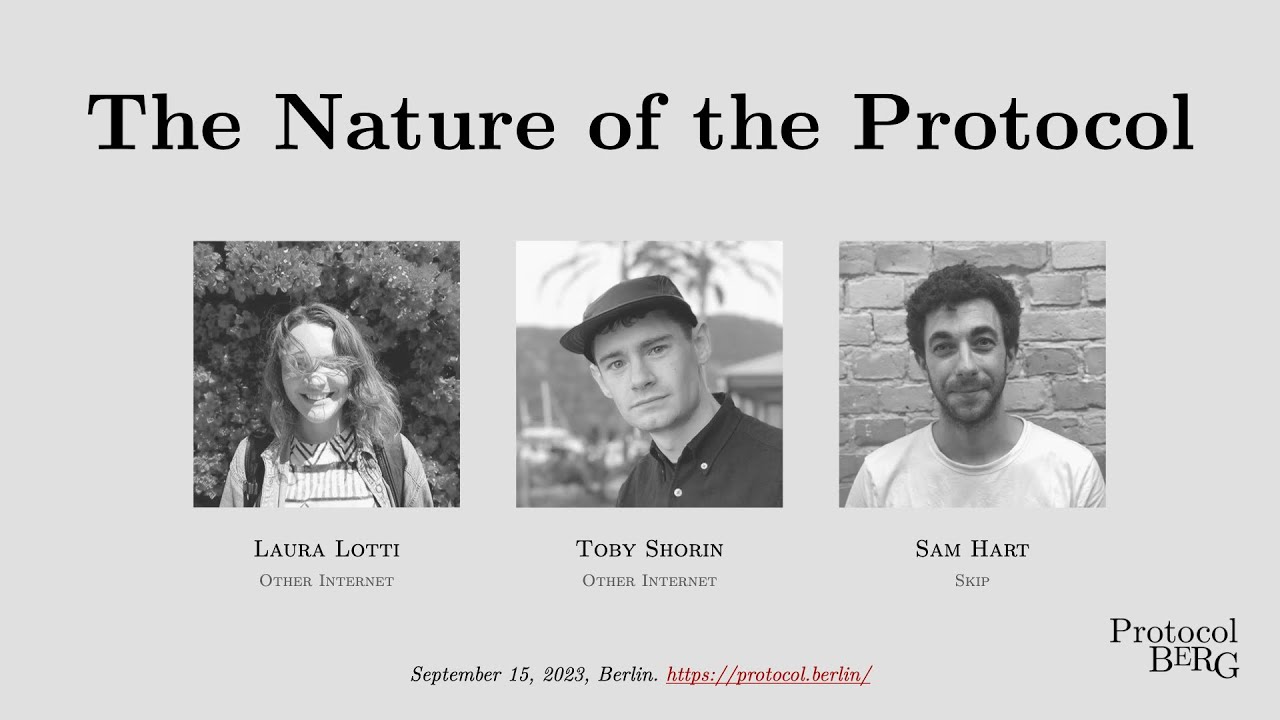 The Nature of the Protocol
Laura Lotti
Toby Shorin
Sam Hart
Other Internet
Other Internet
Skip
Protocol
BERG
September 15, 2023, Berlin. https://protocol.berlin/